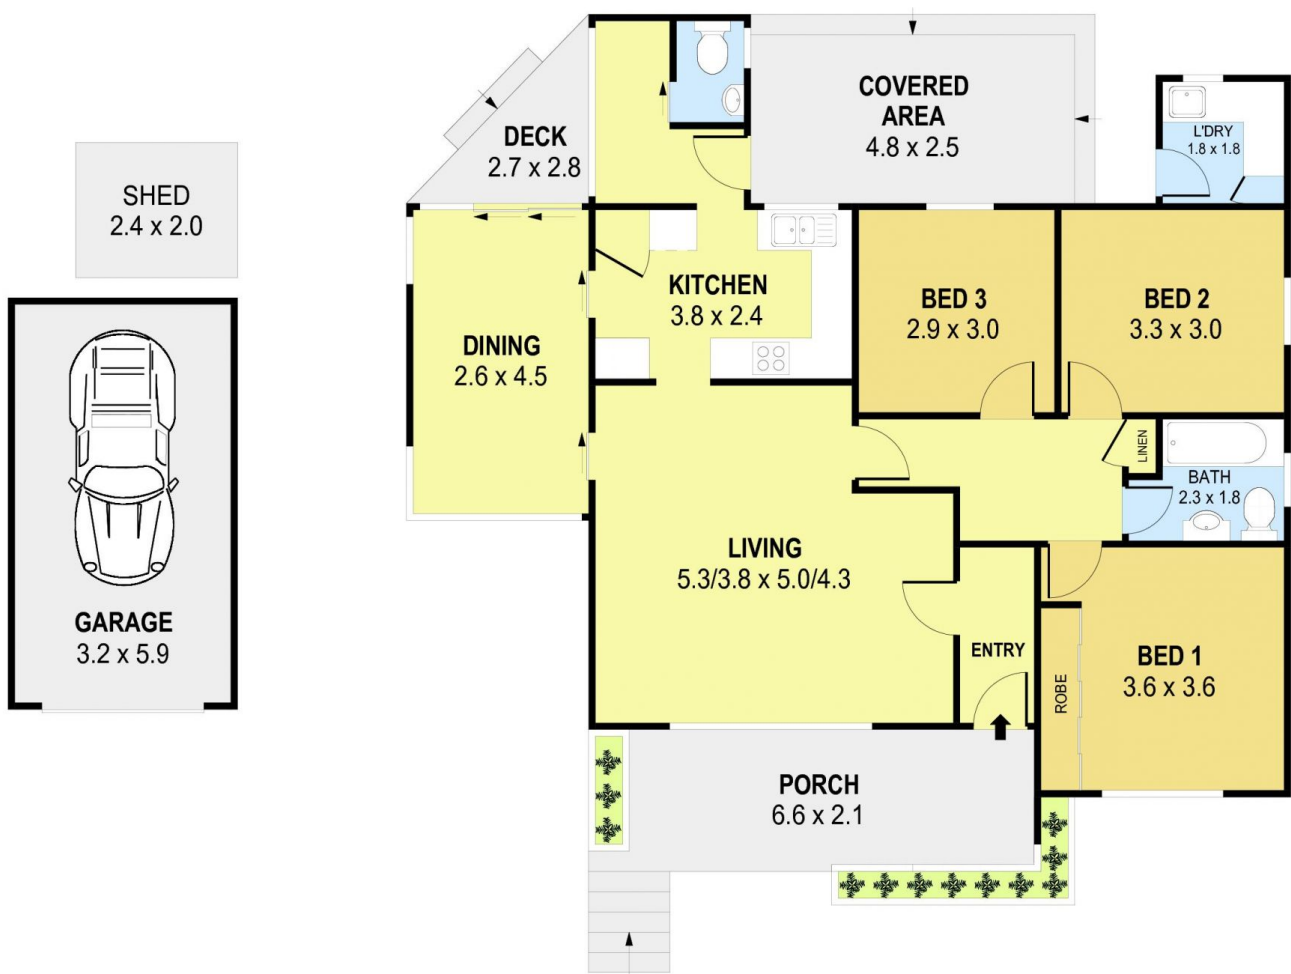 COVERED
AREA
4.8 x 2.5
DECK
2.7 x 2.8
L'DRY
1.8 x 1.8
SHED
2.4 x 2.0
KITCHEN
3.8 x 2.4
BED 3
2.9 x 3.0
BED 2
3.3 x 3.0
DINING
2.6 x 4.5
LINEN
BATH
2.3 x 1.8
LIVING
5.3/3.8 x 5.0/4.3
GARAGE
3.2 x 5.9
ENTRY
ROBE
BED 1
3.6 x 3.6
PORCH
6.6 x 2.1